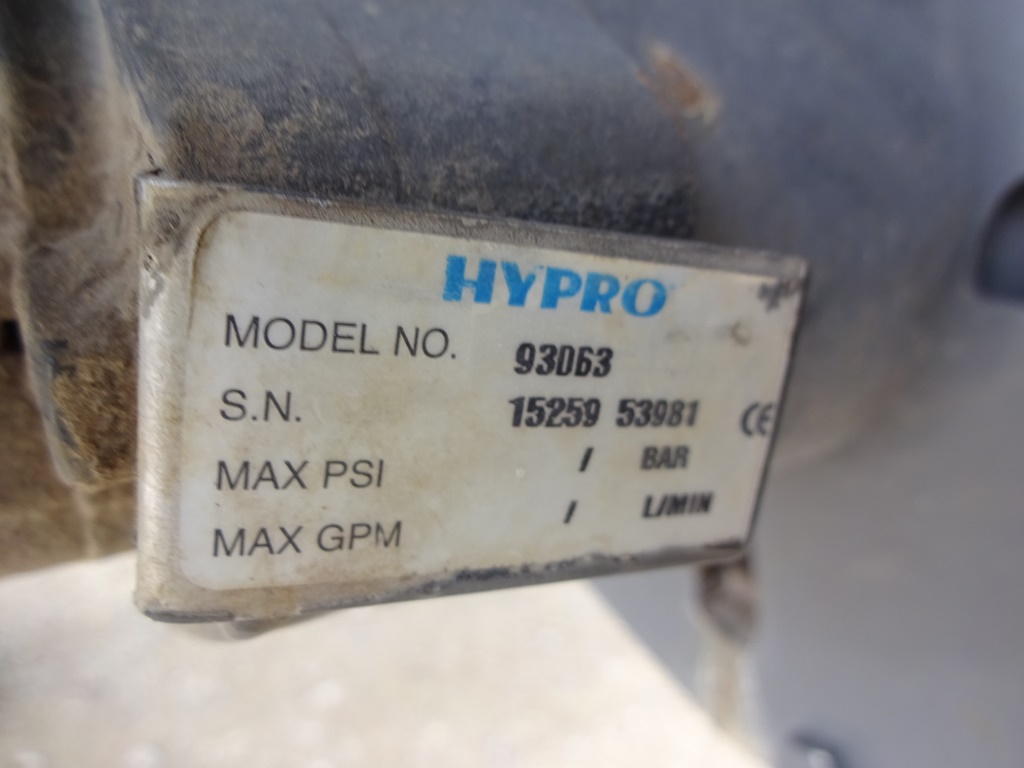 HYPRO
MODEL NO. 93063
S.N. 15259 53981
MAX PSI / BAR
MAX GPM / L/MIN
CE